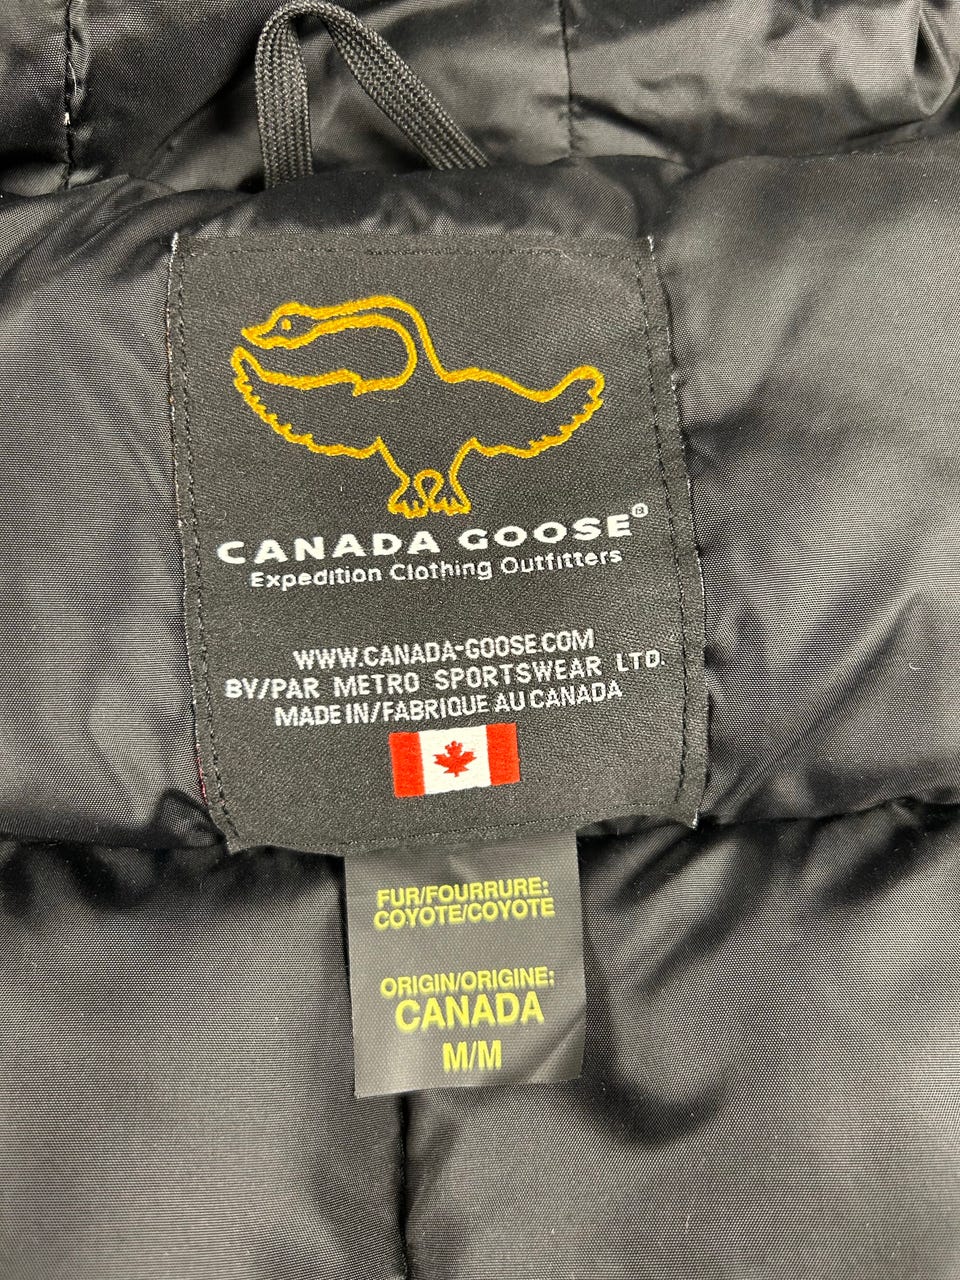 CANADA GOOSE®
Expedition Clothing Outfitters
WWW.CANADA-GOOSE.COM
BY/PAR METRO SPORTSWEAR LTD.
MADE IN/FABRIQUE AU CANADA
FUR/FOURRURE:
COYOTE/COYOTE
ORIGIN/ORIGINE:
CANADA
M/M